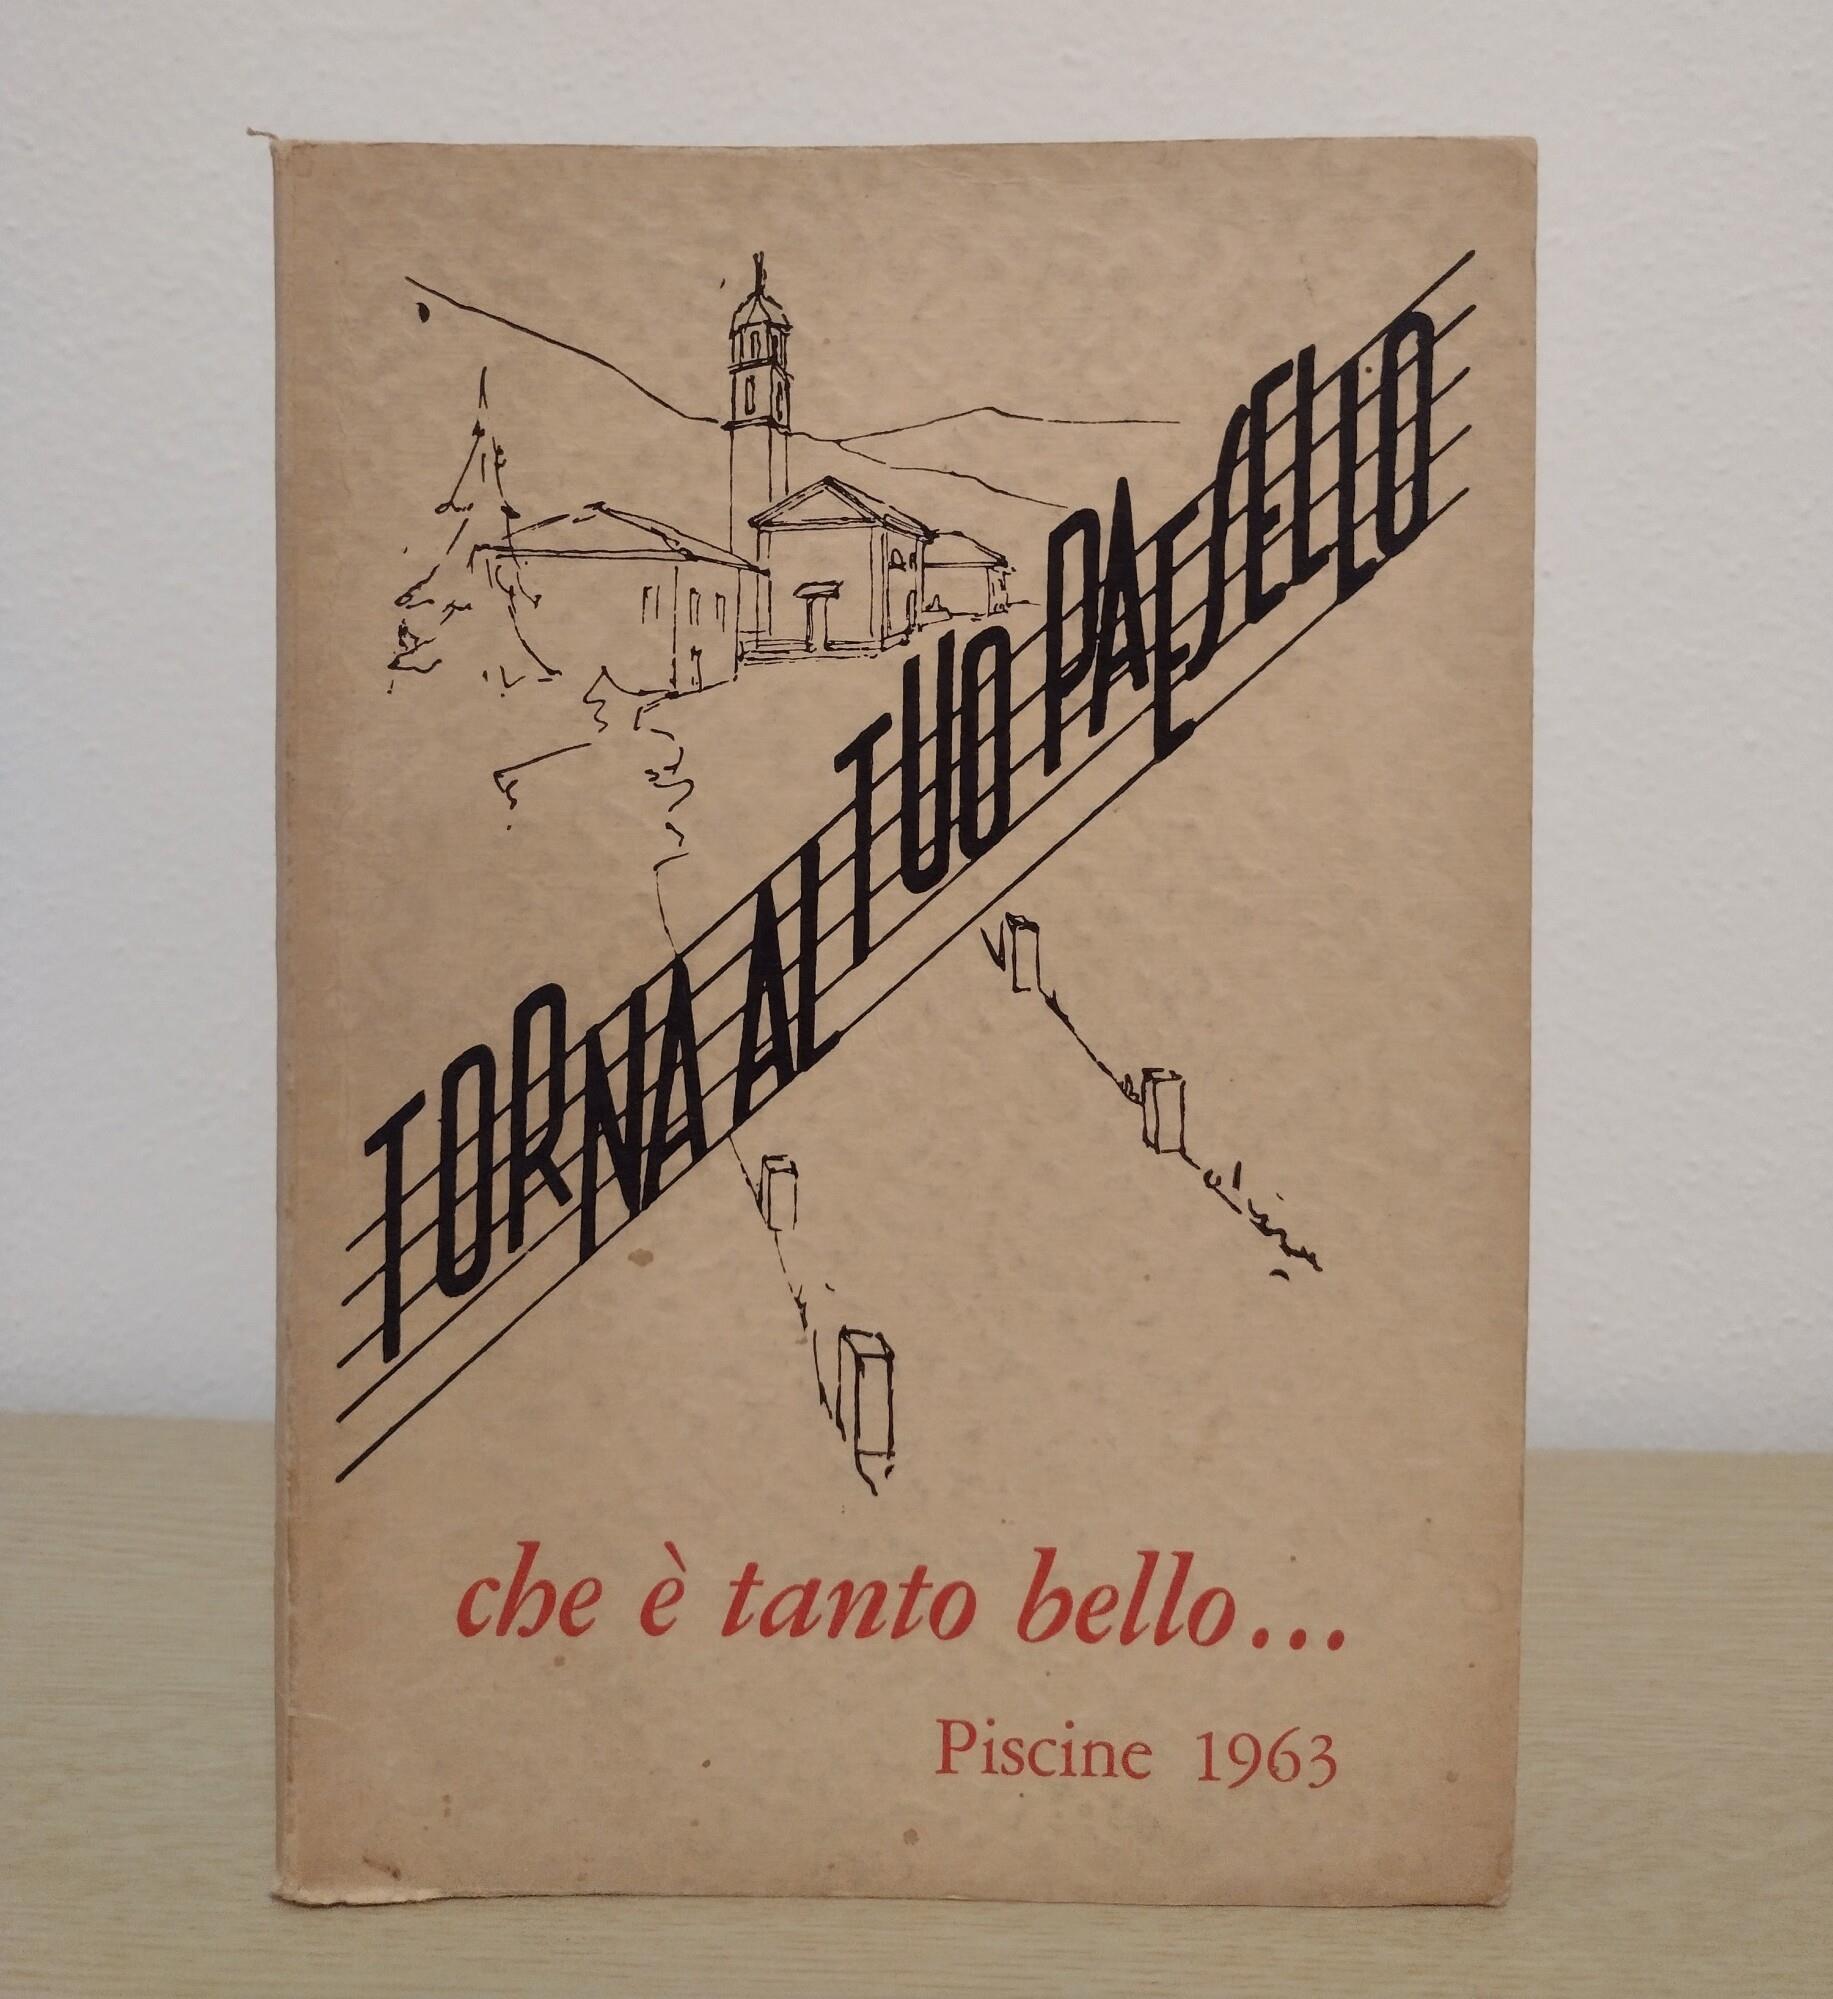 TORNA AL TUO PAESELLO
che è tanto bello...
Piscine 1963